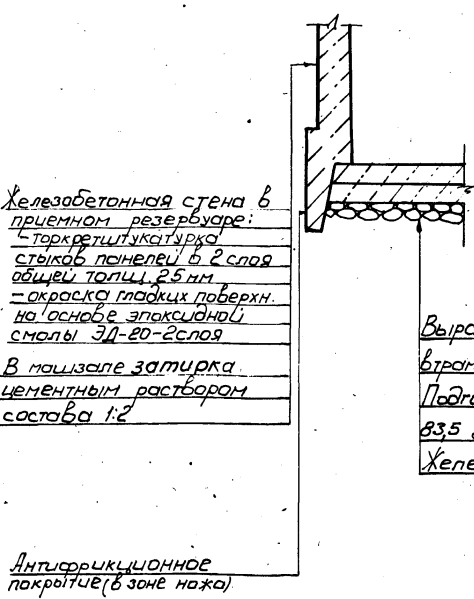 Железобетонная стена в
приемном резервуаре:
-торкретштукатурка
стыков панелей в 2 слоя
общей толщ. 25 мм
-окраска гладких поверхн.
на основе эпоксидной
смолы ЭД-20-2слоя
В машзале затирка
цементным раствором
состава 1:2
Антифрикционное
покрытие (в зоне ножа)
Выра
втрам
Подг
83,5
Желе